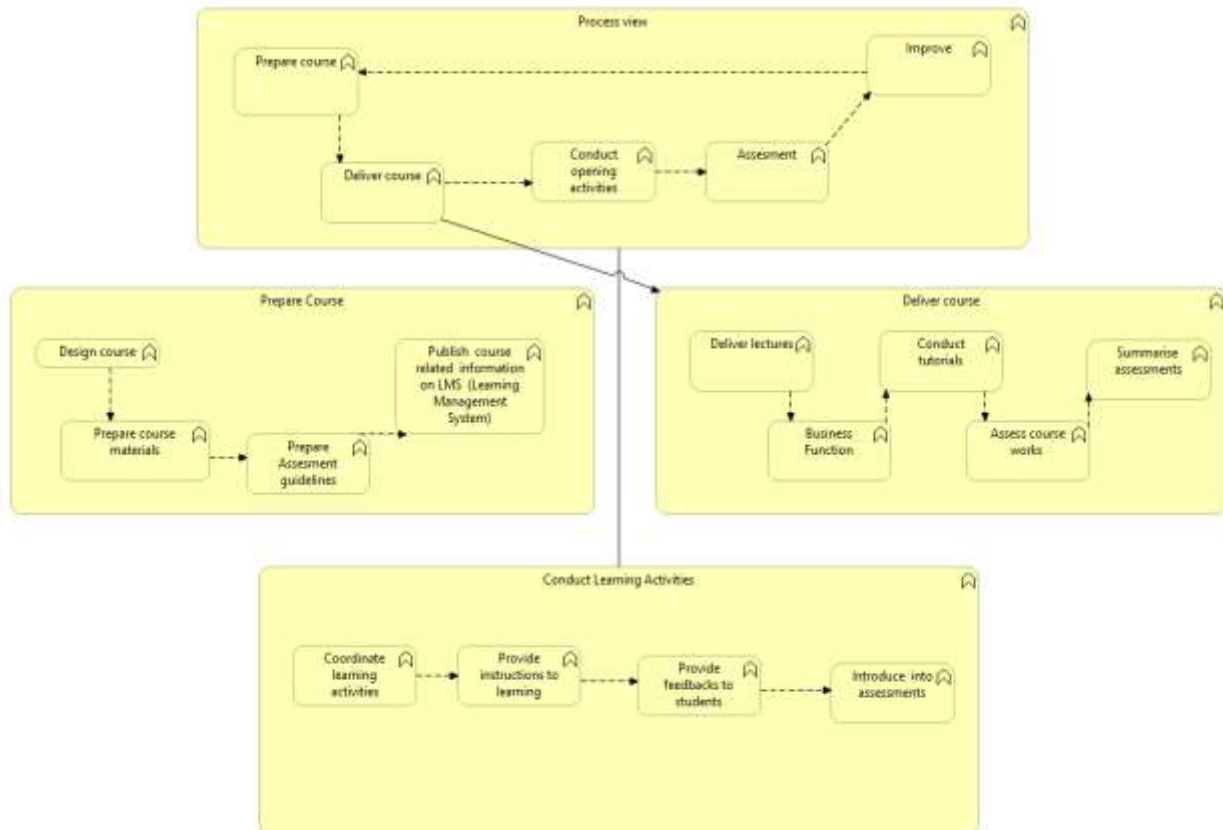 Process view
Improve
Prepare course
Conduct
opening
activities
Assesment
Deliver course
Prepare Course
Design course
Publish course
related information
on LMS (Learning
Management
System)
Prepare course
materials
Prepare
Assesment
guidelines
Deliver course
Deliver lectures
Conduct
tutorials
Summarise
assessments
Business
Function
Assess course
works
Conduct Learning Activities
Coordinate
learning
activities
Provide
instructions to
learning
Provide
feedbacks to
students
Introduce into
assessments